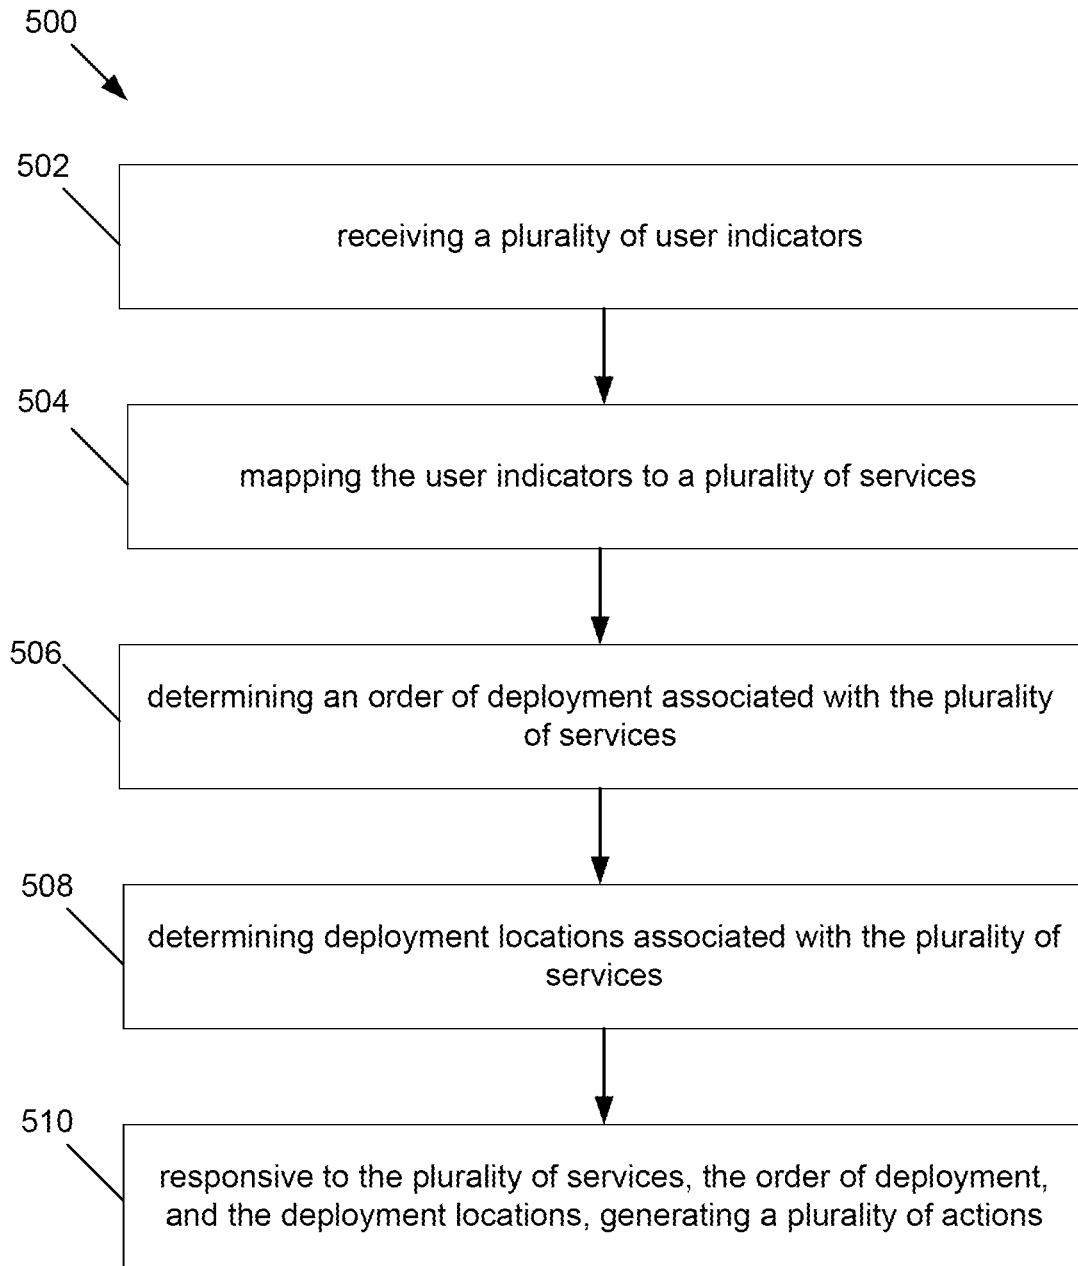 500
502
receiving a plurality of user indicators
504
mapping the user indicators to a plurality of services
506
determining an order of deployment associated with the plurality
of services
508
determining deployment locations associated with the plurality of
services
510
responsive to the plurality of services, the order of deployment,
and the deployment locations, generating a plurality of actions